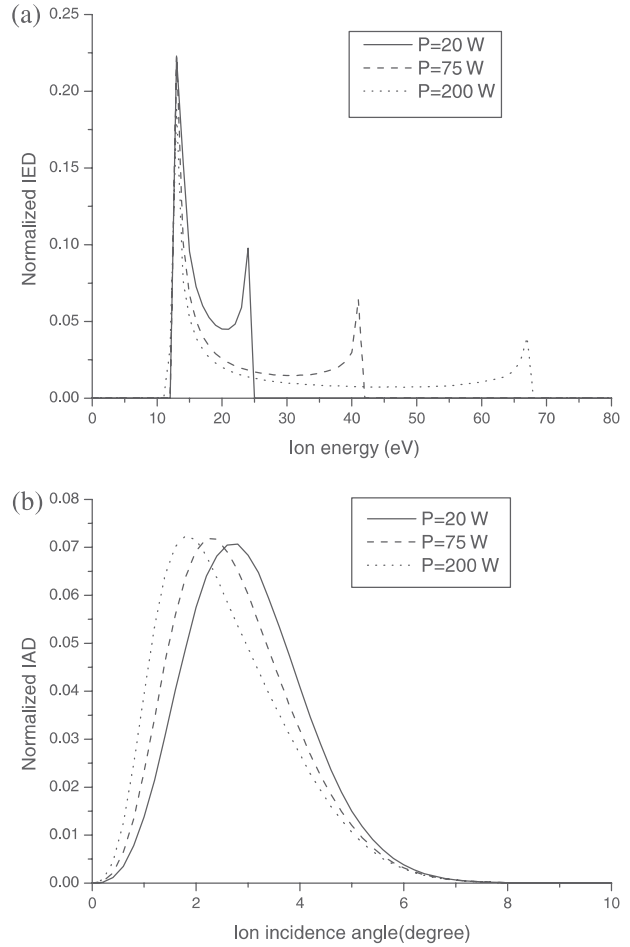 (a)
P=20 W
P=75 W
P=200 W
0.25
0.20
0.15
0.10
0.05
0.00
Normalized IED
0 10 20 30 40 50 60 70 80
Ion energy (eV)
(b)
P=20 W
P=75 W
P=200 W
0.08
0.07
0.06
0.05
0.04
0.03
0.02
0.01
0.00
Normalized IAD
0 2 4 6 8 10
Ion incidence angle(degree)